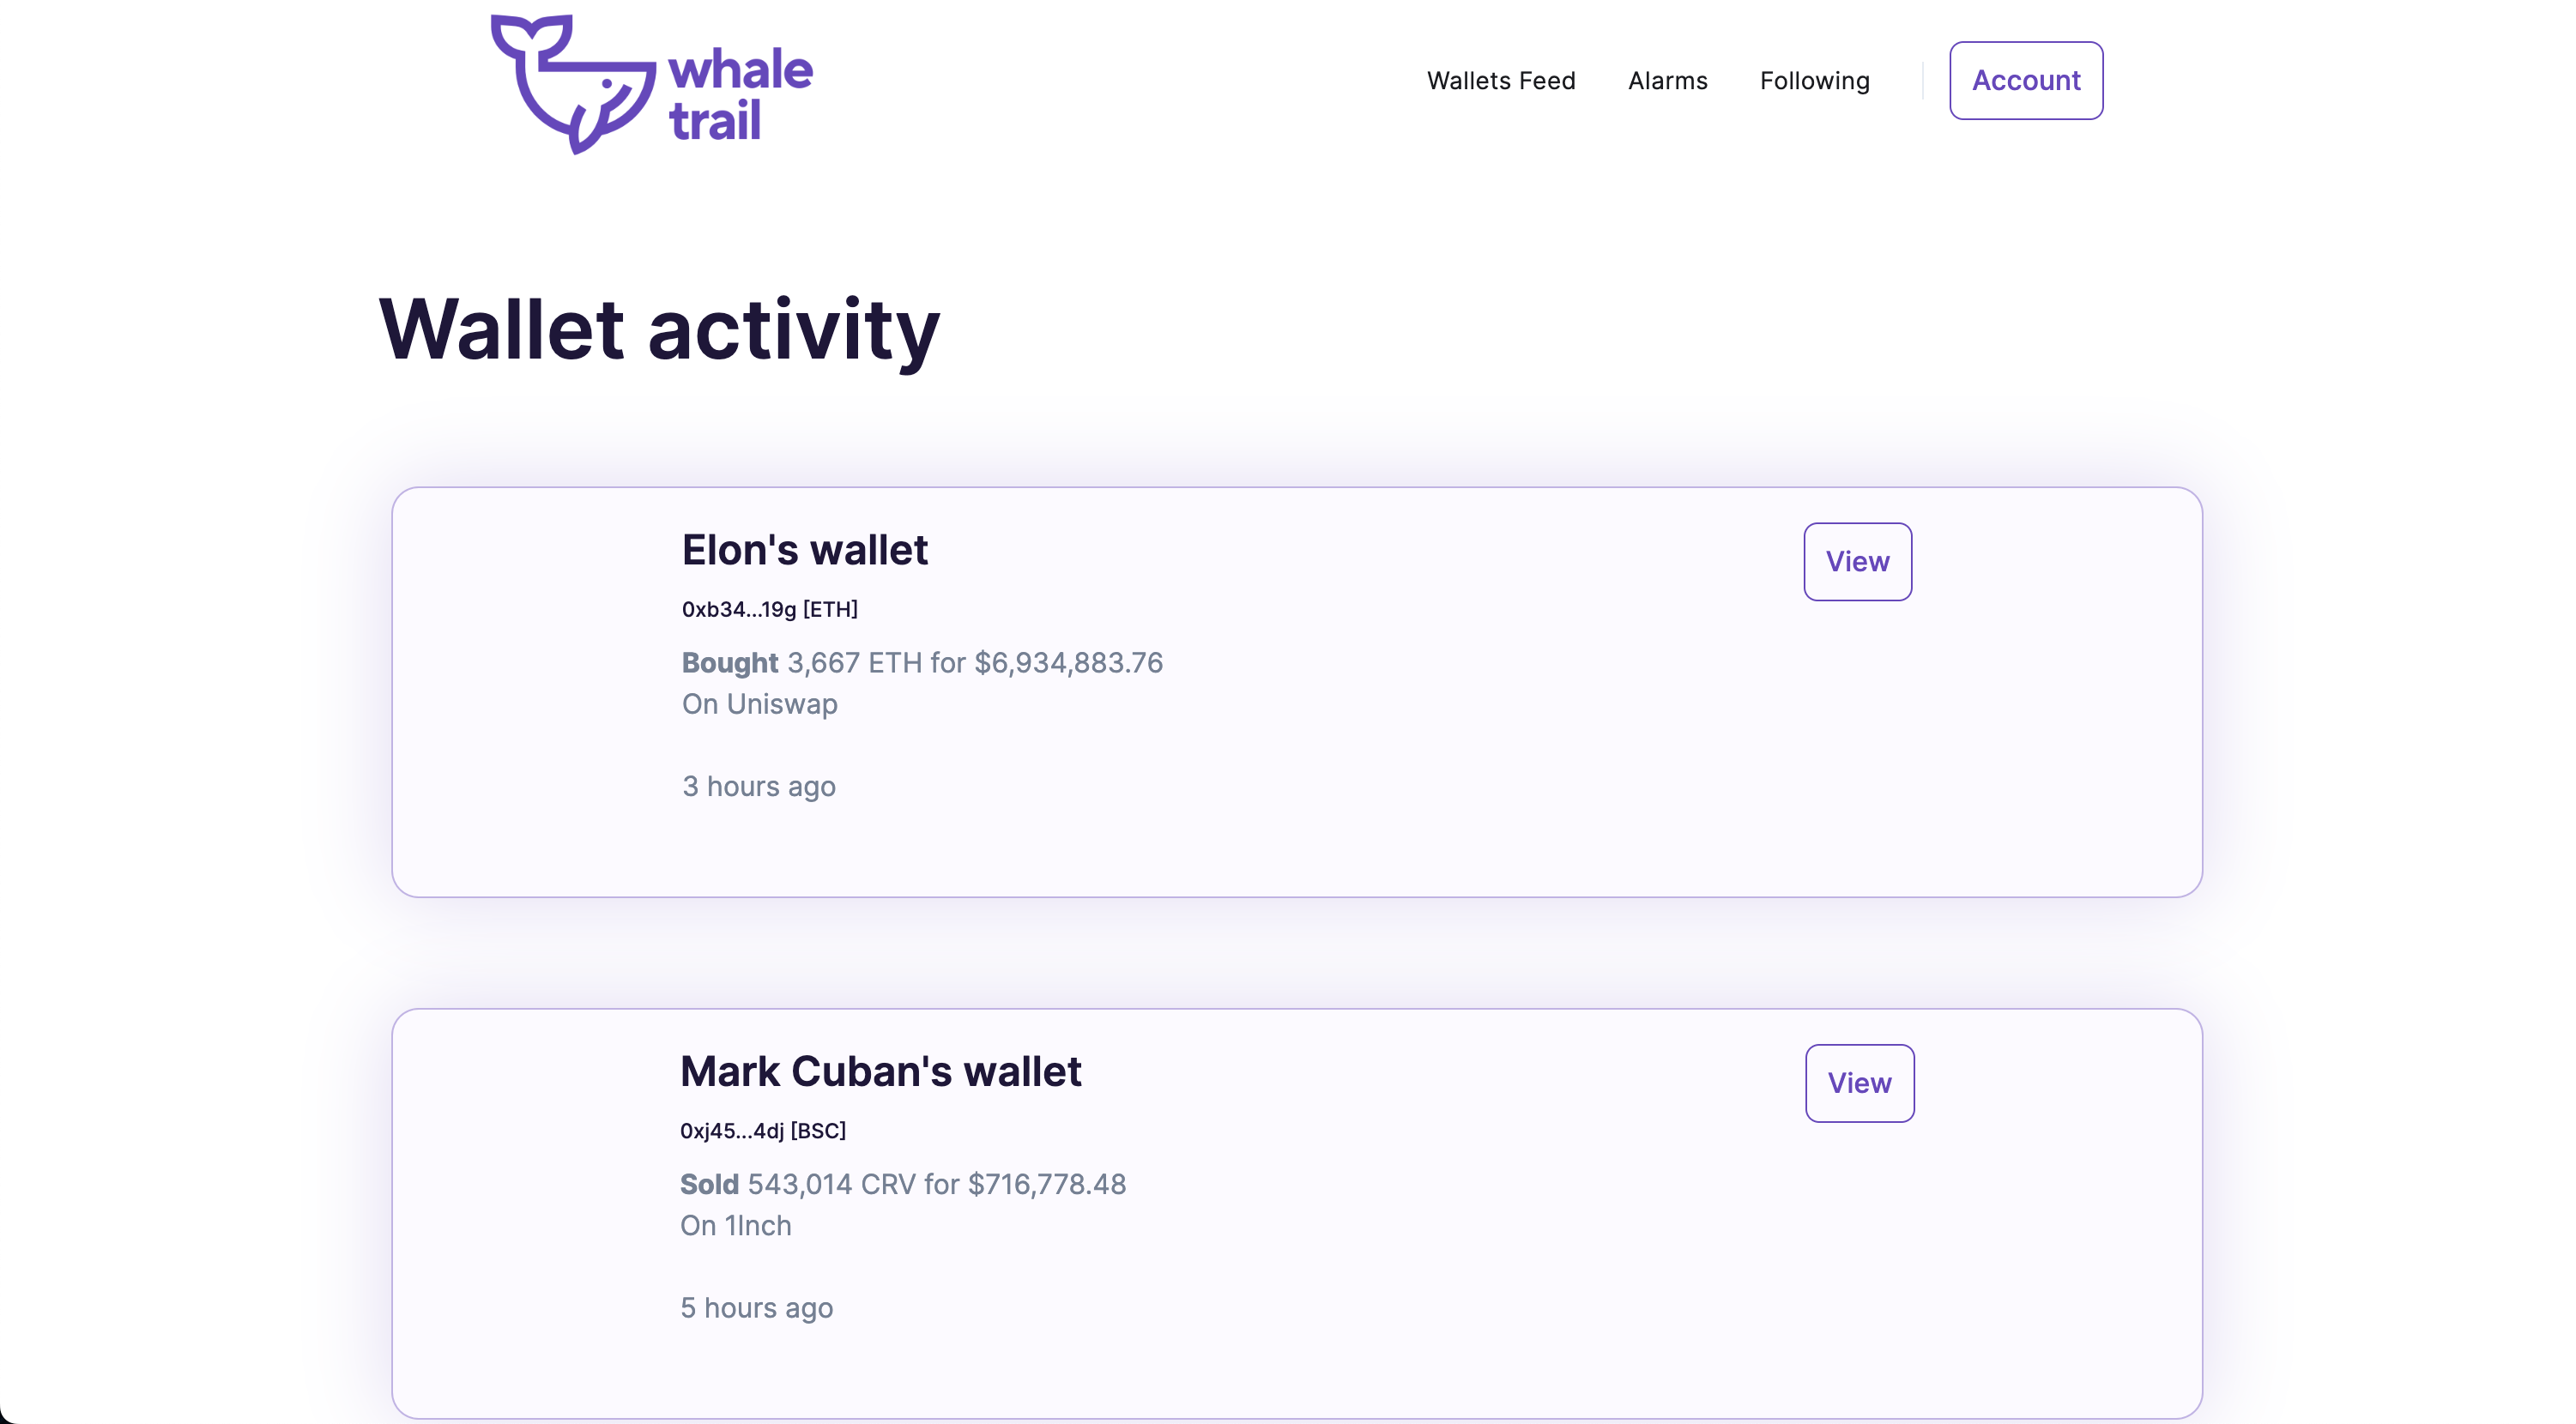 whale
trail
Wallets Feed
Alarms
Following
Account
Wallet activity
Elon's wallet
View
0xb34...19g [ETH]
Bought 3,667 ETH for $6,934,883.76
On Uniswap
3 hours ago
Mark Cuban's wallet
View
0xj45...4dj [BSC]
Sold 543,014 CRV for $716,778.48
On 1Inch
5 hours ago